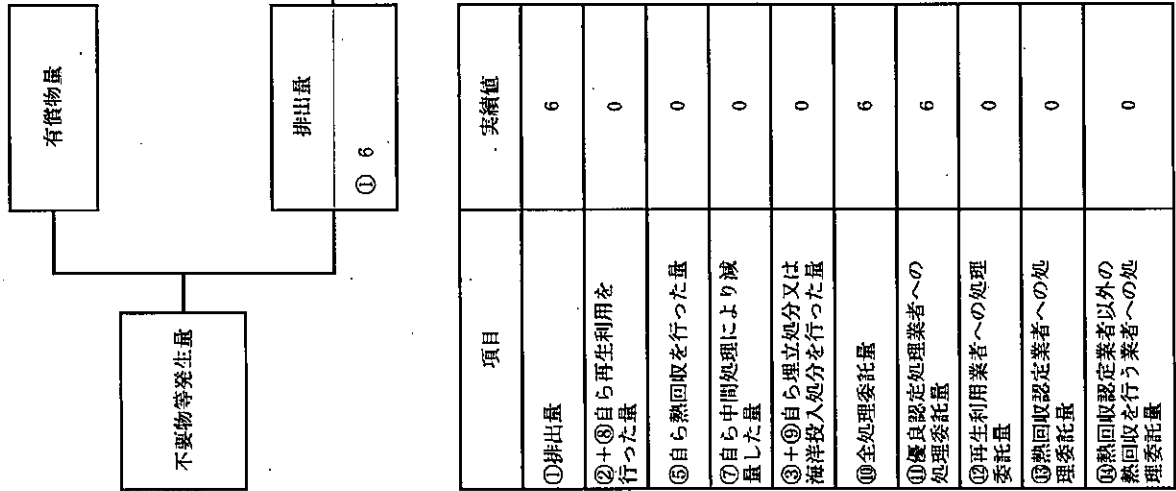 有償物量
不要物等発生量
排出量
① 6
項目
実績値
①排出量
6
②+⑧自ら再生利用を
行った量
0
⑤自ら熱回収を行った量
0
⑦自ら中間処理により減
量した量
0
③+⑨自ら埋立処分又は
海洋投入処分を行った量
0
⑩全処理委託量
6
⑪優良認定処理業者への
処理委託量
6
⑫再生利用業者への処理
委託量
0
⑬熱回収認定業者への処
理委託量
0
⑭熱回収認定業者以外の
熱回収を行う業者への処
理委託量
0